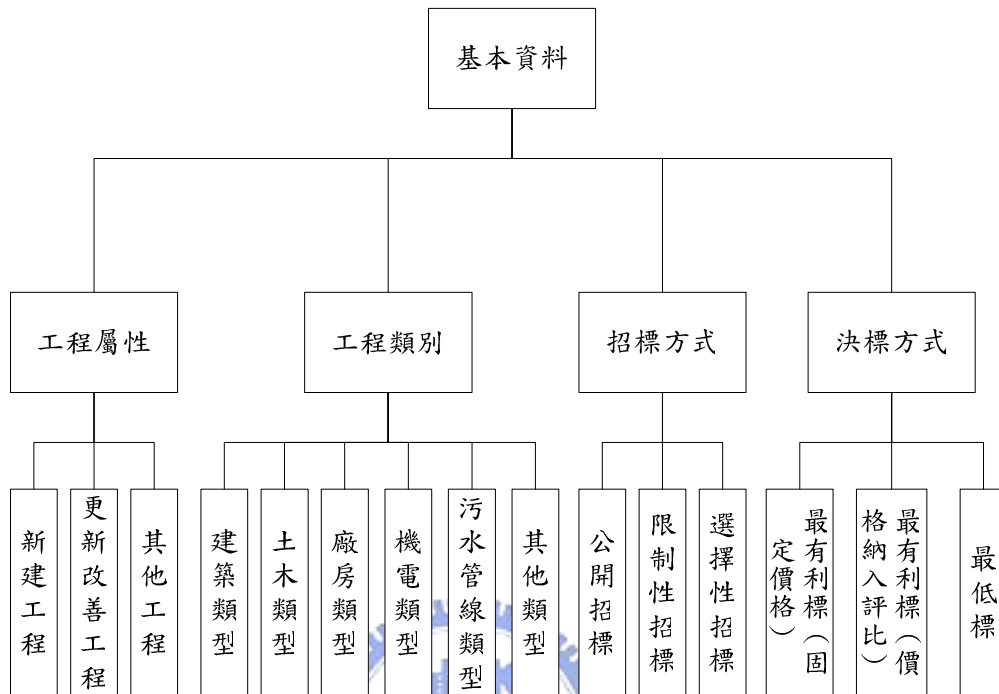 基本資料
工程屬性
工程類別
招標方式
決標方式
新建工程
更新改善工程
其他工程
建築類型
土木類型
廠房類型
機電類型
污水管線類型
其他類型
公開招標
限制性招標
選擇性招標
最有利標（固
定價格）
最有利標（價
格納入評比）
最低標